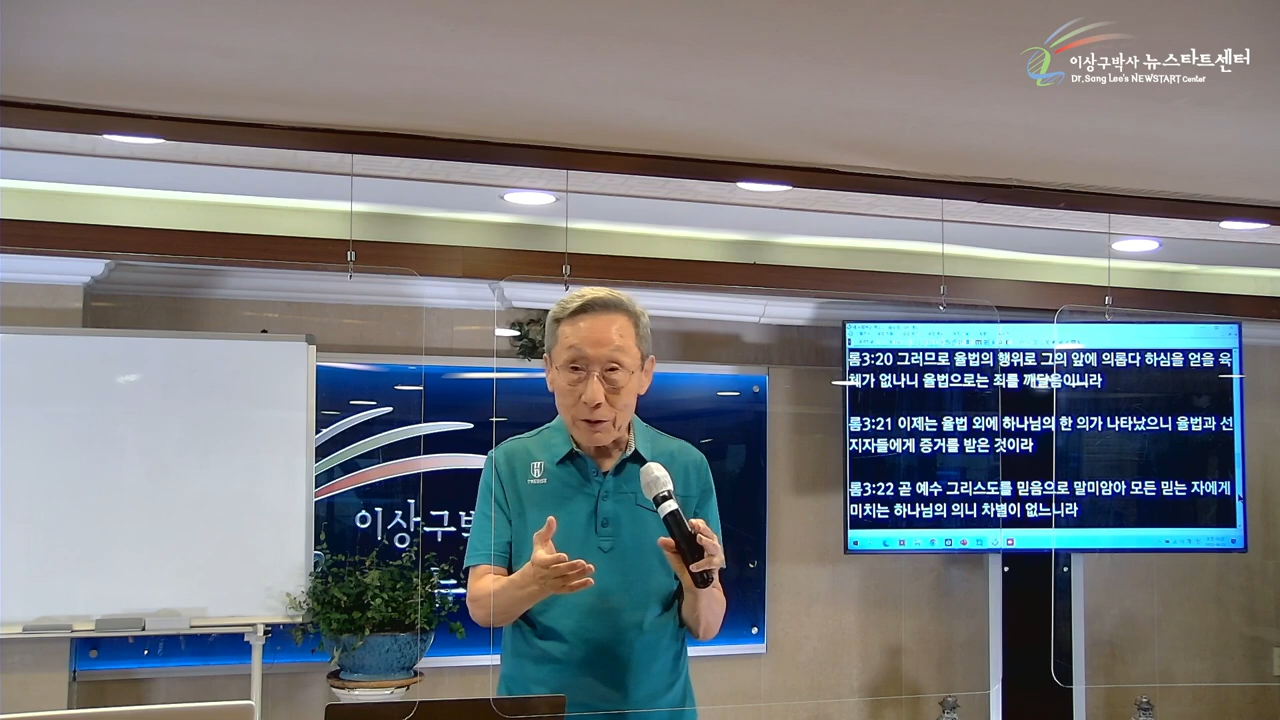 이상구박사 뉴스타트센터
Dr. Sang Lee's NEWSTART Center
롬3:20 그러므로 율법의 행위로 그의 앞에 의롭다 하심을 얻을 육
체가 없나니 율법으로는 죄를 깨달음이니라
롬3:21 이제는 율법 외에 하나님의 한 의가 나타났으니 율법과 선
지자들에게 증거를 받은 것이라
롬3:22 곧 예수 그리스도를 믿음으로 말미암아 모든 믿는 자에게
미치는 하나님의 의니 차별이 없느니라
이상구